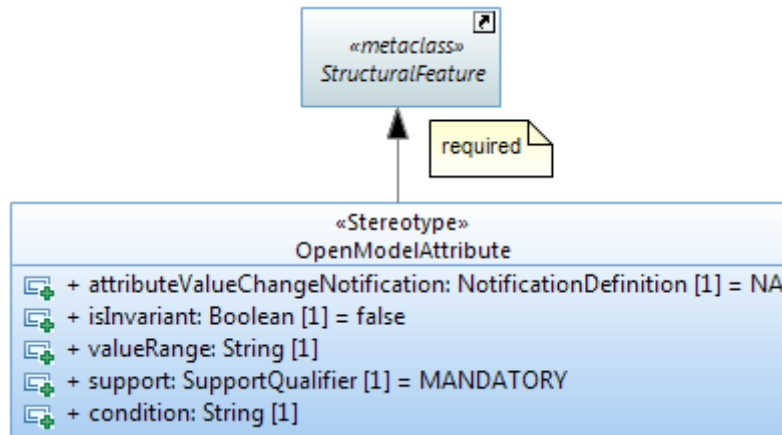 «metaclass»
StructuralFeature
required
«Stereotype»
OpenModelAttribute
+ attributeValueChangeNotification: NotificationDefinition [1] = NA
+ isInvariant: Boolean [1] = false
+ valueRange: String [1]
+ support: SupportQualifier [1] = MANDATORY
+ condition: String [1]